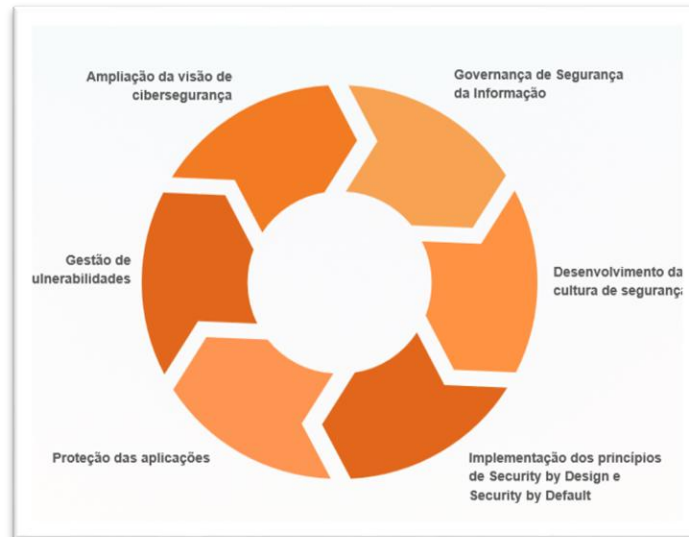 Ampliação da visão de
cibersegurança
Governança de Segurança
da Informação
Gestão de
ulnerabilidades
Desenvolvimento da
cultura de segurança
Proteção das aplicações
Implementação dos princípios
de Security by Design e
Security by Default